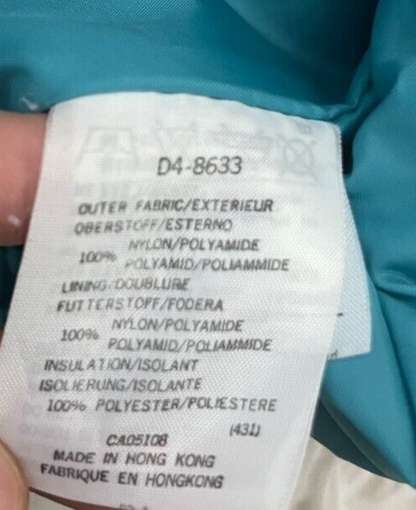 D4-8633
OUTER FABRIC/EXTERIEUR
OBERSTOFF/ESTERNO
NYLON/POLYAMIDE
100% POLYAMID/POLIAMMIDE
LINING/DOUBLURE
FUTTERSTOFF/FODERA
NYLON/POLYAMIDE
100% POLYAMID/POLIAMMIDE
INSULATION/ISOLANT
ISOLIERUNG/ISOLANTE
100% POLYESTER/POLIESTERE
(431)
CA05108
MADE IN HONG KONG
FABRIQUE EN HONGKONG